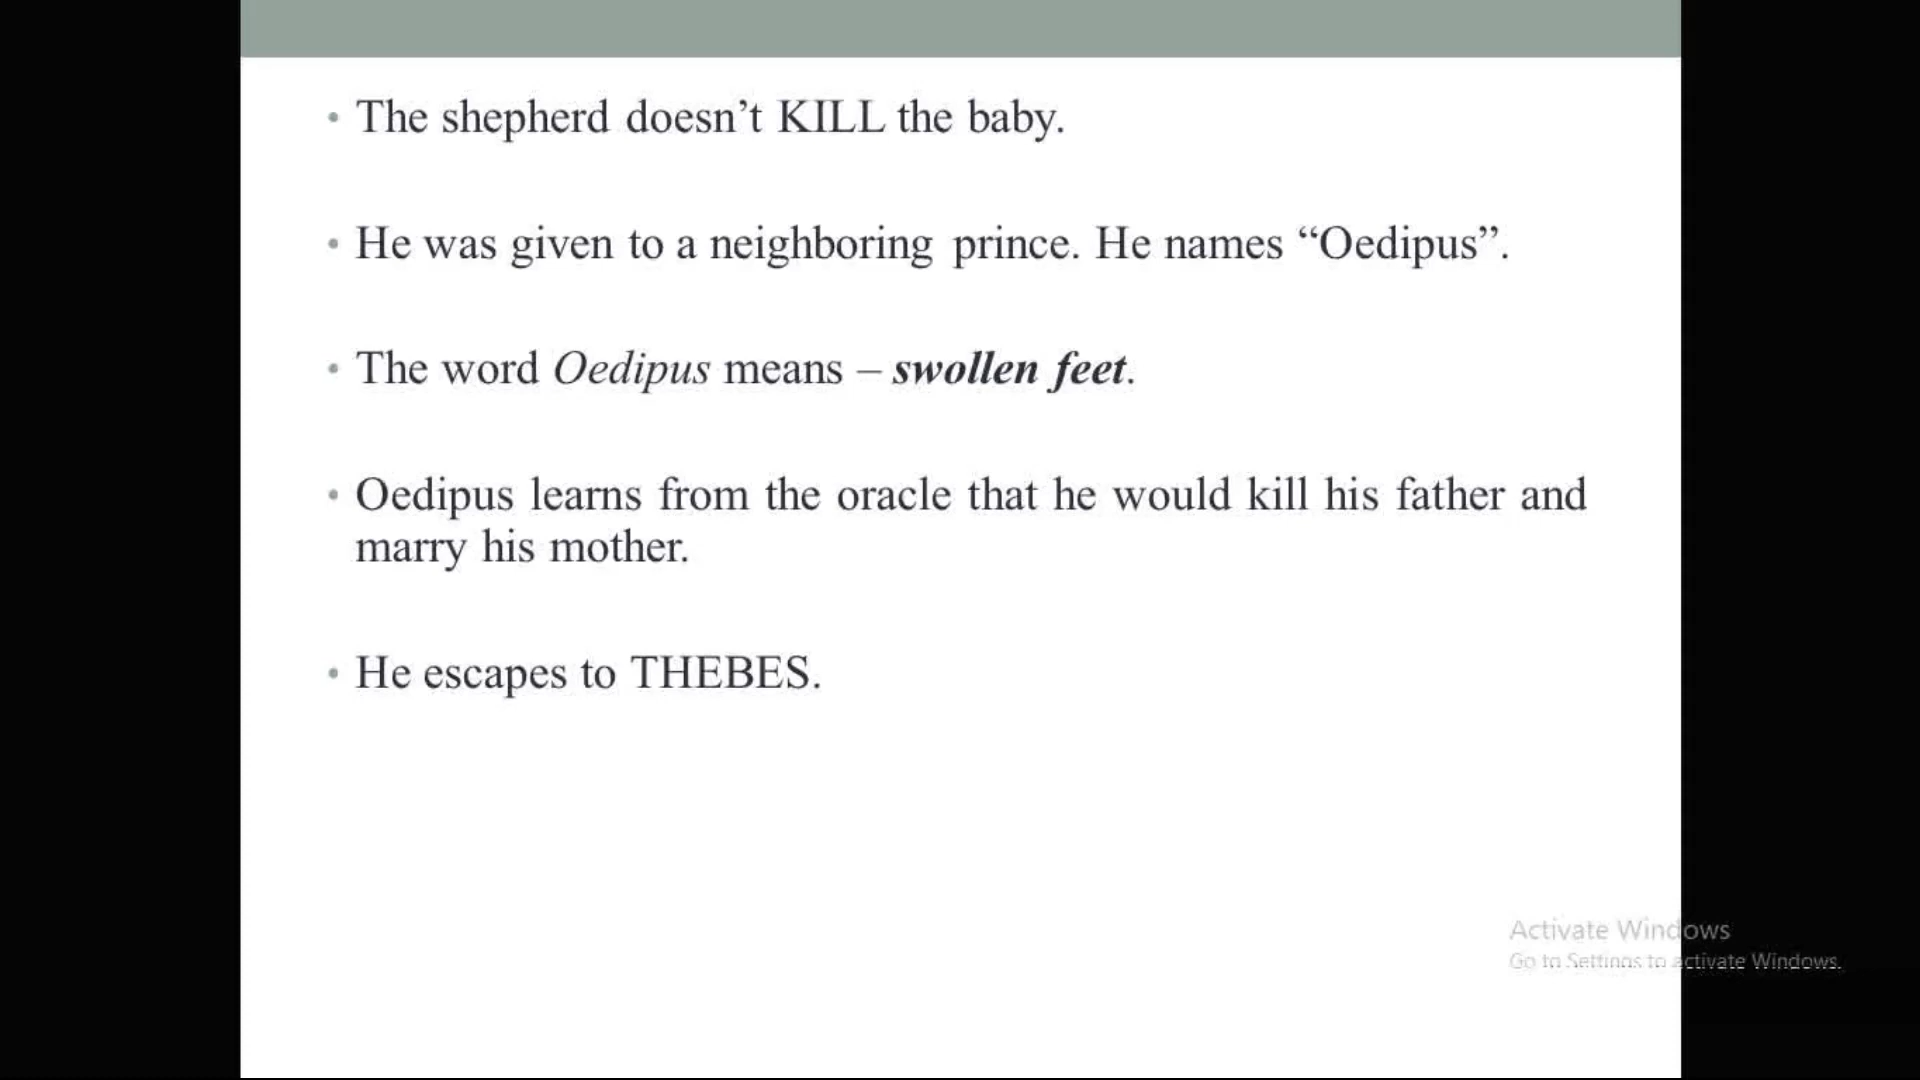 • The shepherd doesn’t KILL the baby.
• He was given to a neighboring prince. He names “Oedipus”.
• The word Oedipus means – swollen feet.
• Oedipus learns from the oracle that he would kill his father and
marry his mother.
• He escapes to THEBES.
Activate Windows
Go to Settings to activate Windows.